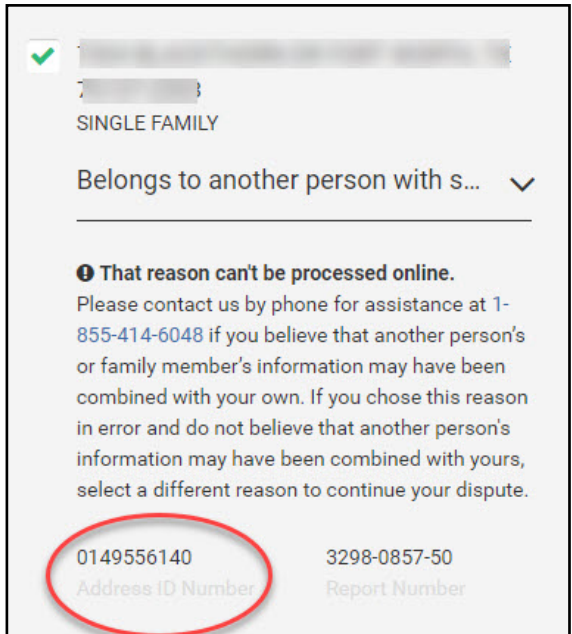 SINGLE FAMILY
Belongs to another person with s...
That reason can't be processed online.
Please contact us by phone for assistance at 1-
855-414-6048 if you believe that another person's
or family member's information may have been
combined with your own. If you chose this reason
in error and do not believe that another person's
information may have been combined with yours,
select a different reason to continue your dispute.
0149556140 3298-0857-50
Address ID Number Report Number